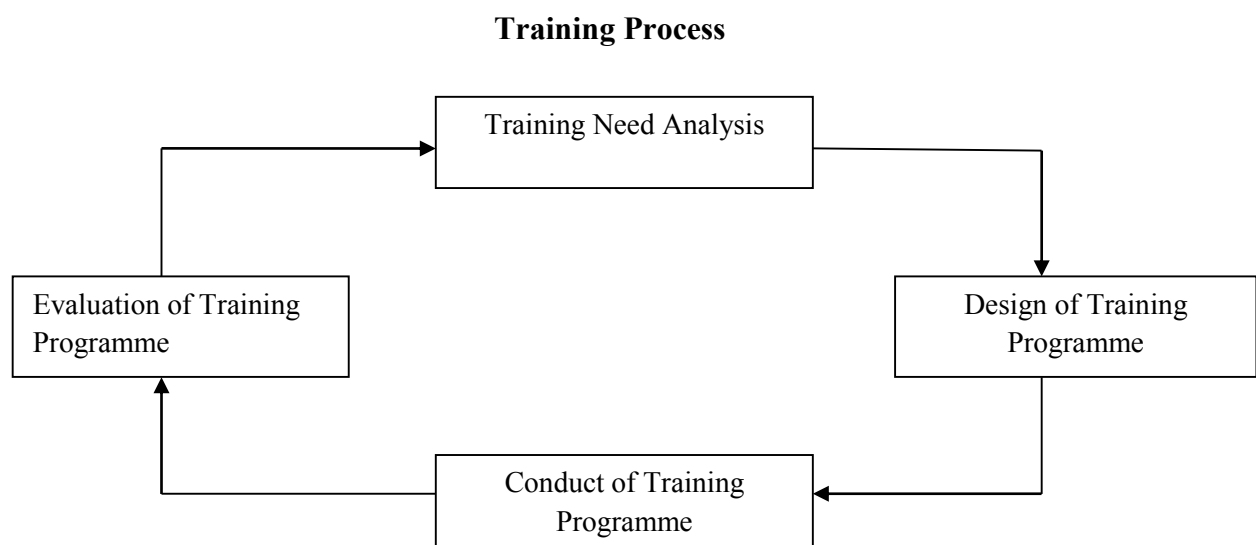 Training Process
Training Need Analysis
Evaluation of Training
Programme
Design of Training
Programme
Conduct of Training
Programme